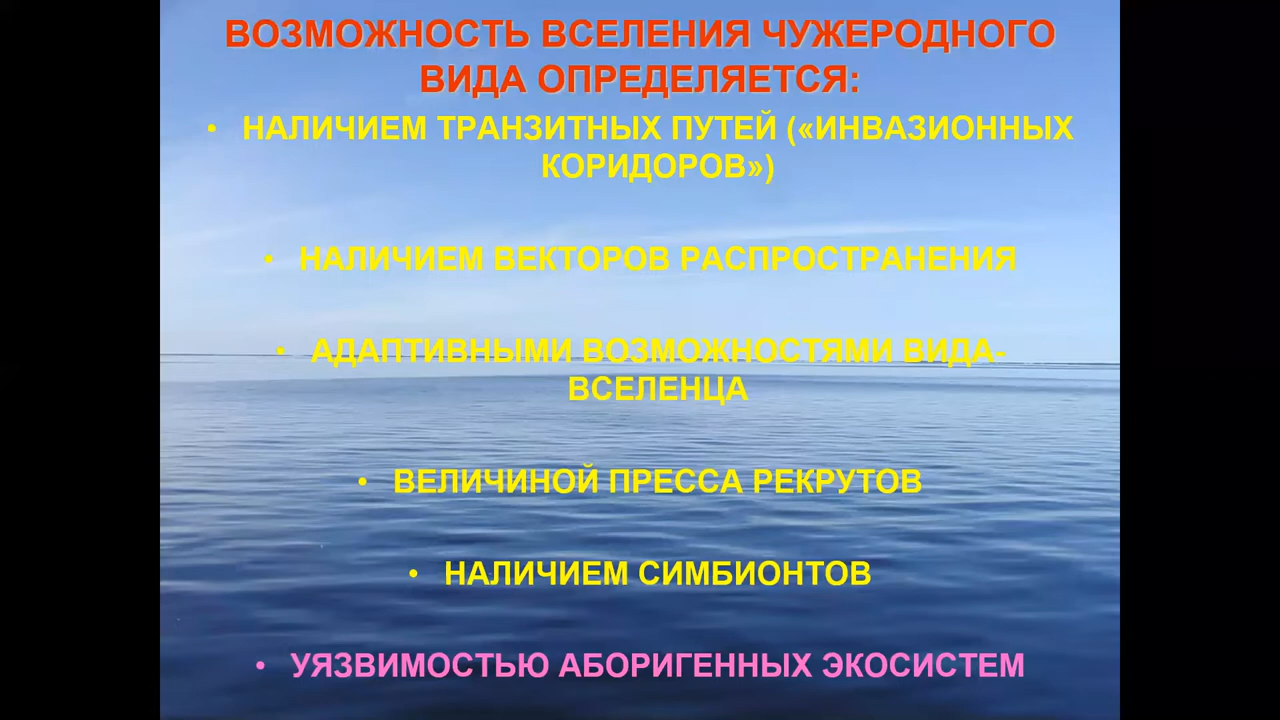 ВОЗМОЖНОСТЬ ВСЕЛЕНИЯ ЧУЖЕРОДНОГО
ВИДА ОПРЕДЕЛЯЕТСЯ:
• НАЛИЧИЕМ ТРАНЗИТНЫХ ПУТЕЙ («ИНВАЗИОННЫХ
КОРИДОРОВ»)
• НАЛИЧИЕМ ВЕКТОРОВ РАСПРОСТРАНЕНИЯ
• АДАПТИВНЫМИ ВОЗМОЖНОСТЯМИ ВИДА-
ВСЕЛЕНЦА
• ВЕЛИЧИНОЙ ПРЕССА РЕКРУТОВ
• НАЛИЧИЕМ СИМБИОНТОВ
• УЯЗВИМОСТЬЮ АБОРИГЕННЫХ ЭКОСИСТЕМ